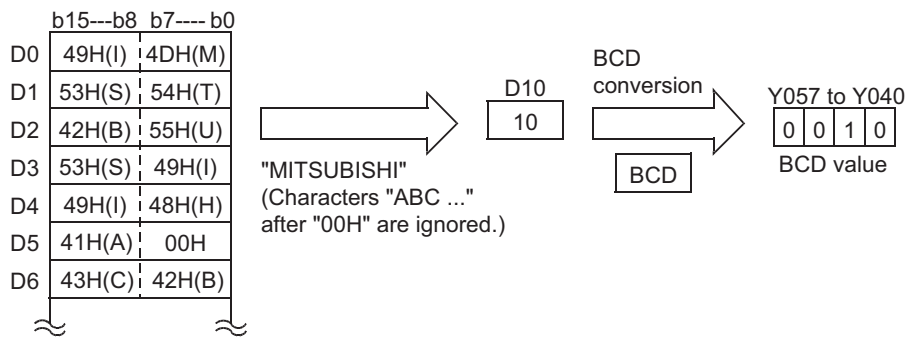 b15---b8 b7---- b0
D0 49H(I) 4DH(M)
D1 53H(S) 54H(T)
D2 42H(B) 55H(U)
D3 53H(S) 49H(I)
D4 49H(I) 48H(H)
D5 41H(A) 00H
D6 43H(C) 42H(B)
"MITSUBISHI"
(Characters "ABC ..."
after "00H" are ignored.)
D10
10
BCD
conversion
BCD
Y057 to Y040
0 0 1 0
BCD value